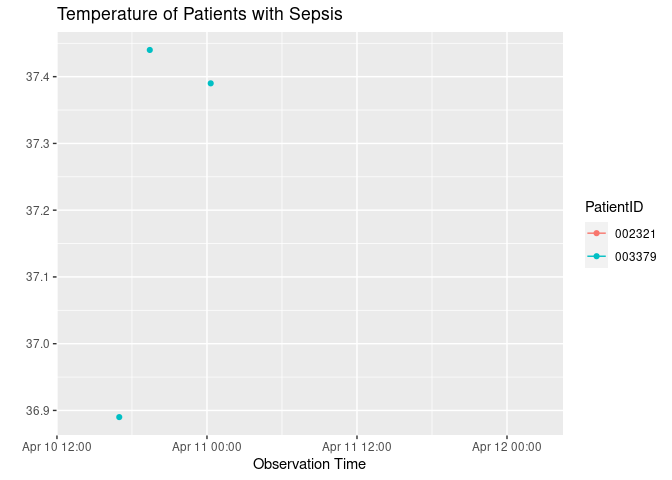 Temperature of Patients with Sepsis
37.4
37.3
37.2
37.1
37.0
36.9
Apr 10 12:00 Apr 11 00:00 Apr 11 12:00 Apr 12 00:00
Observation Time
PatientID
002321
003379